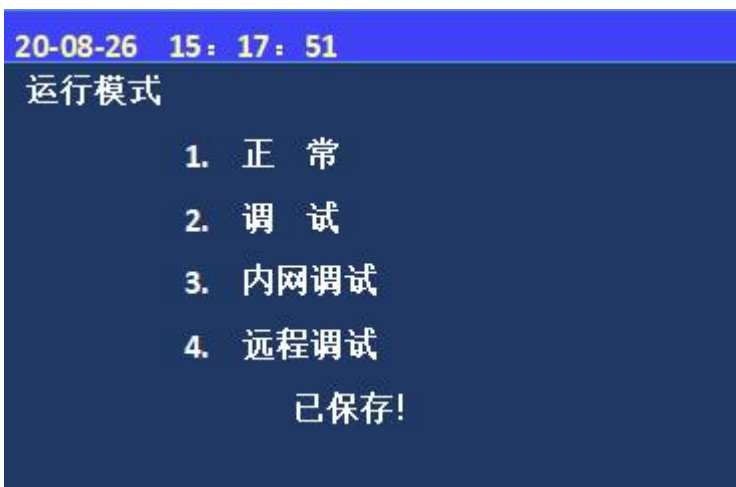 20-08-26 15：17：51
运行模式
1. 正 常
2. 调 试
3. 内网调试
4. 远程调试
已保存!